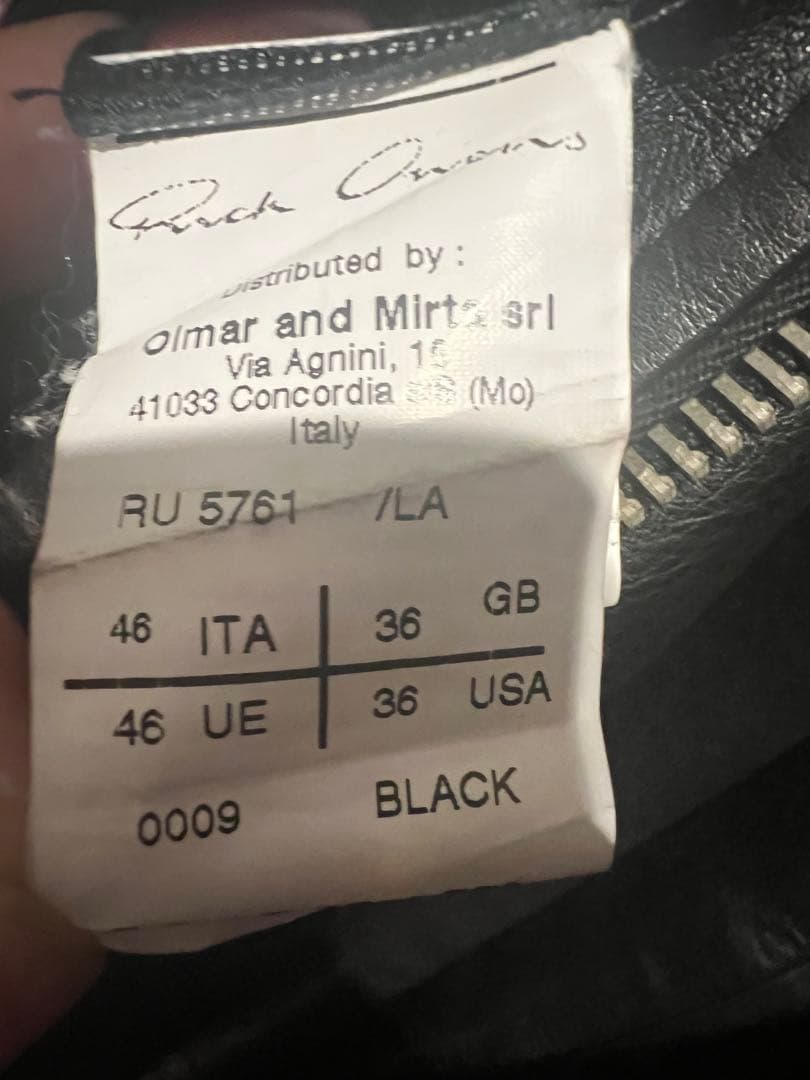 Rick Owens
Distributed by :
Olmar and Mirta srl
Via Agnini,
41033 Concordia (Mo)
Italy
RU 5761 /LA
46 ITA 36 GB
46 UE 36 USA
0009 BLACK